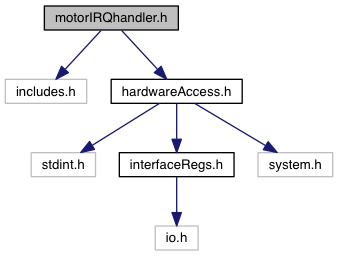 motorIRQhandler.h
includes.h
hardwareAccess.h
stdint.h
interfaceRegs.h
system.h
io.h